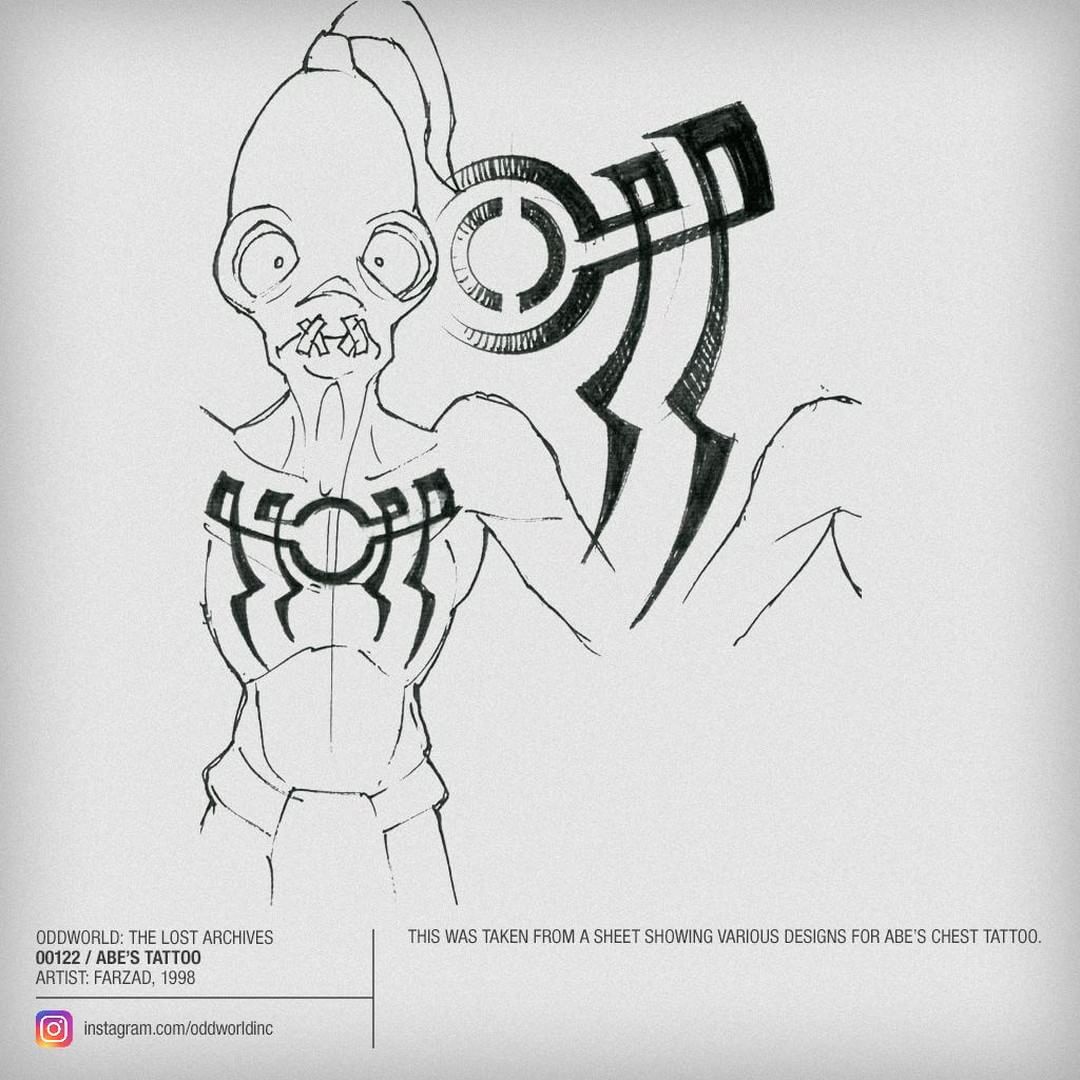 ODDWORLD: THE LOST ARCHIVES
00122 / ABE'S TATTOO
ARTIST: FARZAD, 1998
instagram.com/oddworldinc
THIS WAS TAKEN FROM A SHEET SHOWING VARIOUS DESIGNS FOR ABE'S CHEST TATTOO.